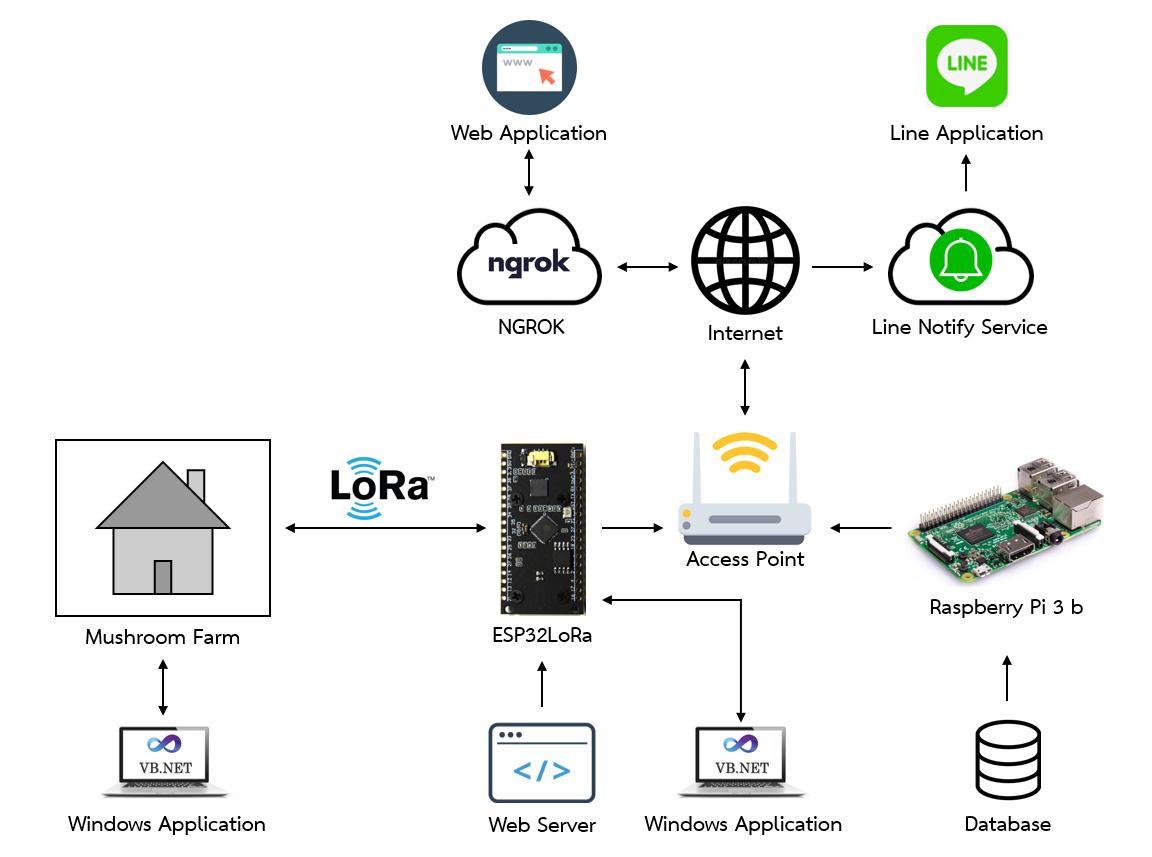 www
LINE
Web Application
Line Application
ngrok
NGROK
Internet
Line Notify Service
LoRa™
Access Point
Raspberry Pi 3 b
Mushroom Farm
ESP32LoRa
VB.NET
</>
VB.NET
Windows Application
Web Server
Windows Application
Database